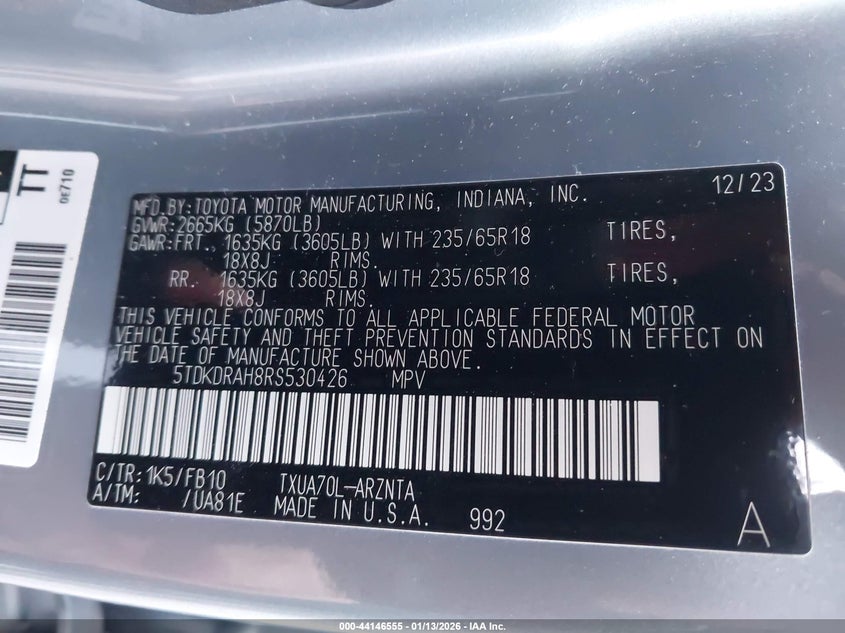 TT
0E710
MFD.BY:TOYOTA MOTOR MANUFACTURING, INDIANA, INC. 12/23
GVWR:2665KG (5870LB)
GAWR:FRT. 1635KG (3605LB) WITH 235/65R18 TIRES,
18X8J RIMS.
RR. 1635KG (3605LB) WITH 235/65R18 TIRES,
18X8J RIMS.
THIS VEHICLE CONFORMS TO ALL APPLICABLE FEDERAL MOTOR
VEHICLE SAFETY AND THEFT PREVENTION STANDARDS IN EFFECT ON
THE DATE OF MANUFACTURE SHOWN ABOVE.
5TDKDRAH8RS530426 MPV
C/TR:1K5/FB10 TXUA70L-ARZNTA
A/TM: /UA81E MADE IN U.S.A. 992
A
000-44146555 - 01/13/2026 - IAA Inc.